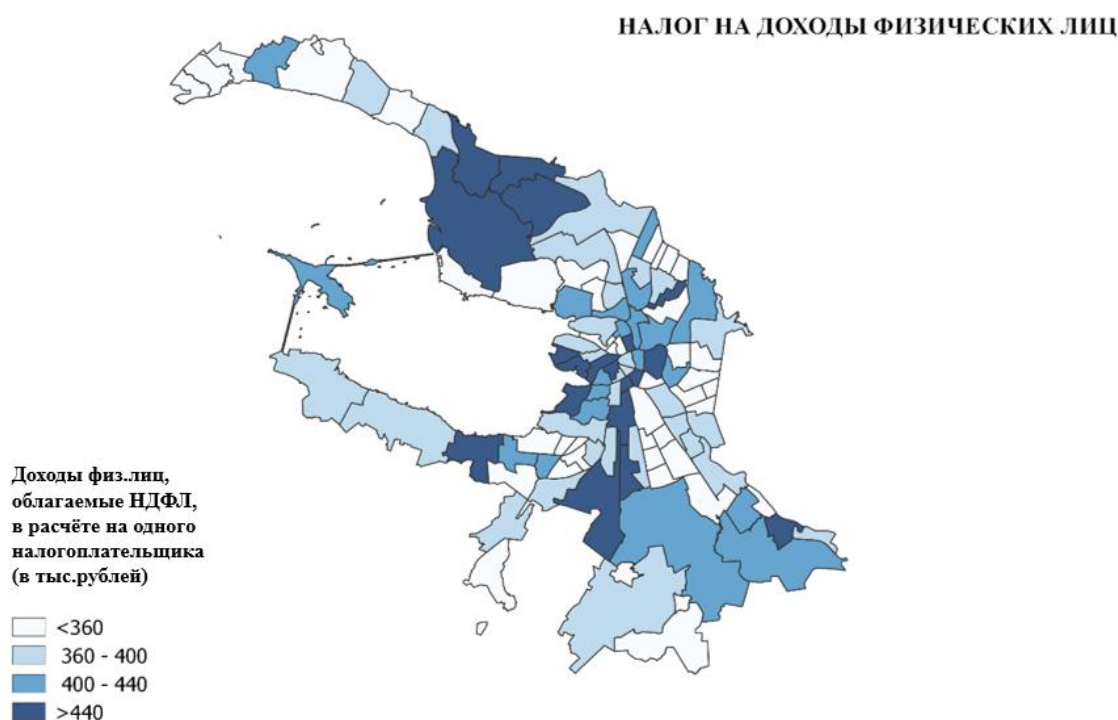 НАЛОГ НА ДОХОДЫ ФИЗИЧЕСКИХ ЛИЦ
Доходы физ.лиц,
облагаемые НДФЛ,
в расчёте на одного
налогоплательщика
(в тыс.рублей)
<360
360 - 400
400 - 440
>440